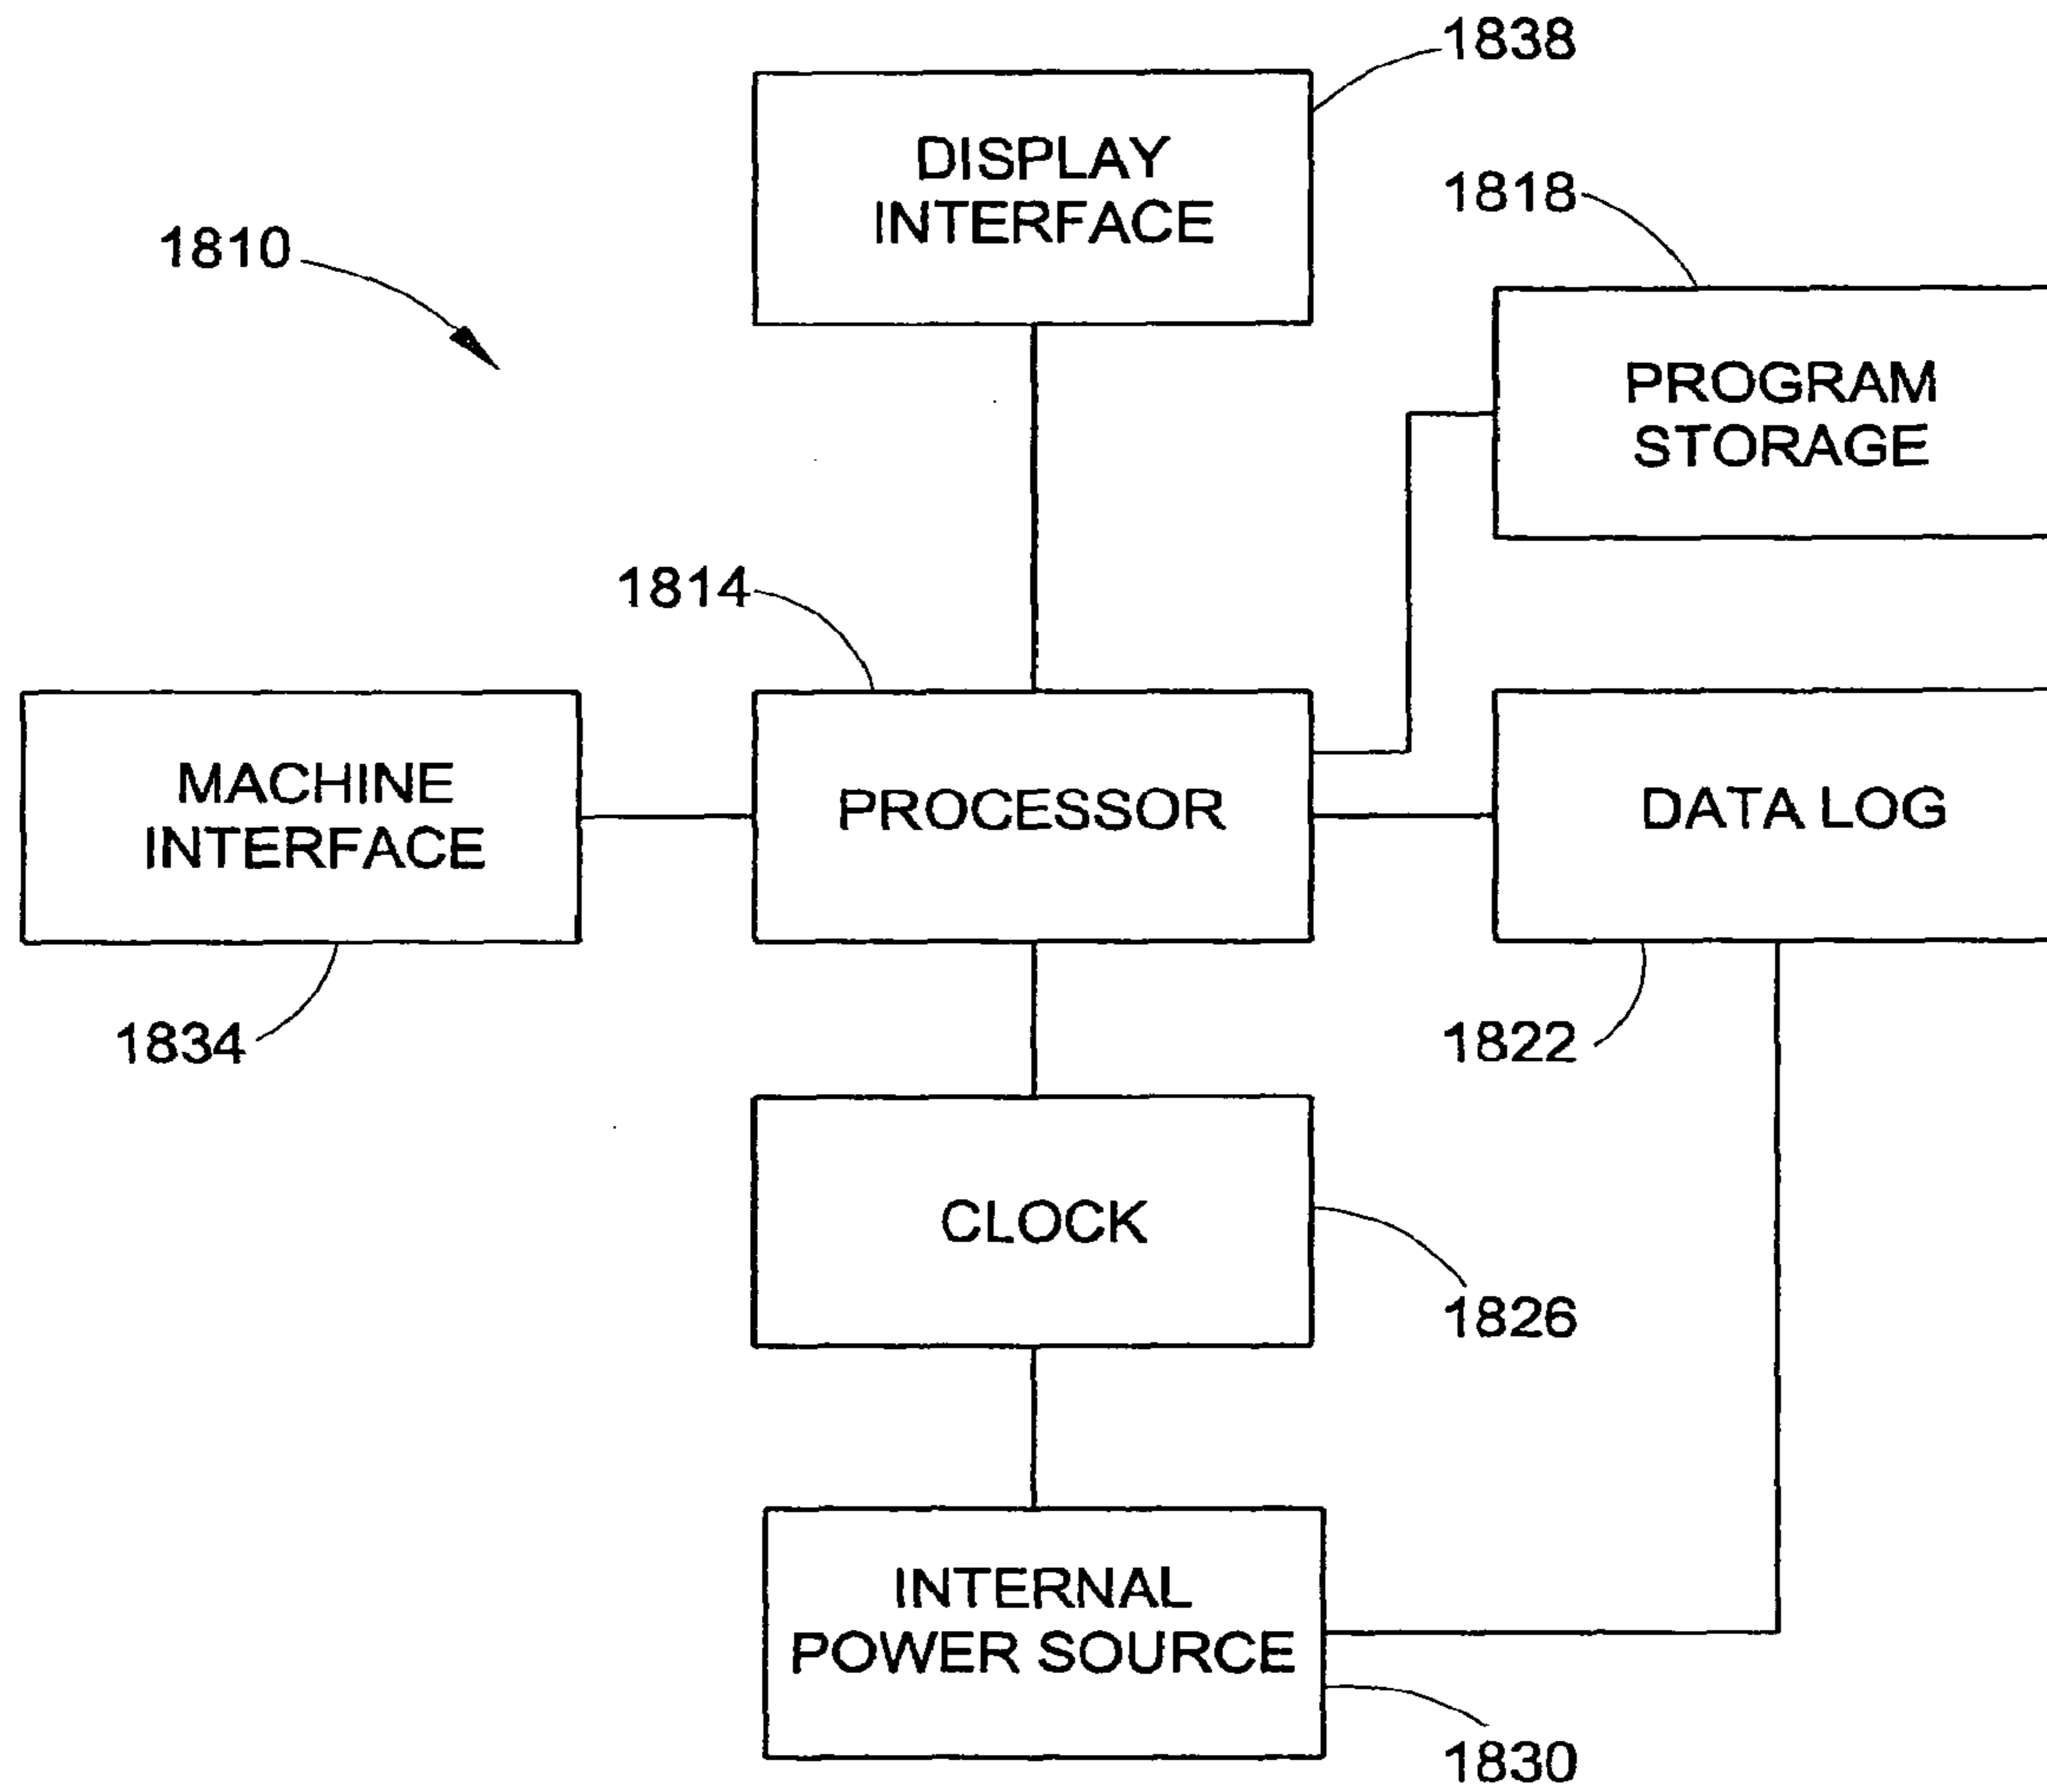 1838
DISPLAY
INTERFACE
1818
1810
PROGRAM
STORAGE
1814
MACHINE
INTERFACE
PROCESSOR
DATA LOG
1834
1822
CLOCK
1826
INTERNAL
POWER SOURCE
1830